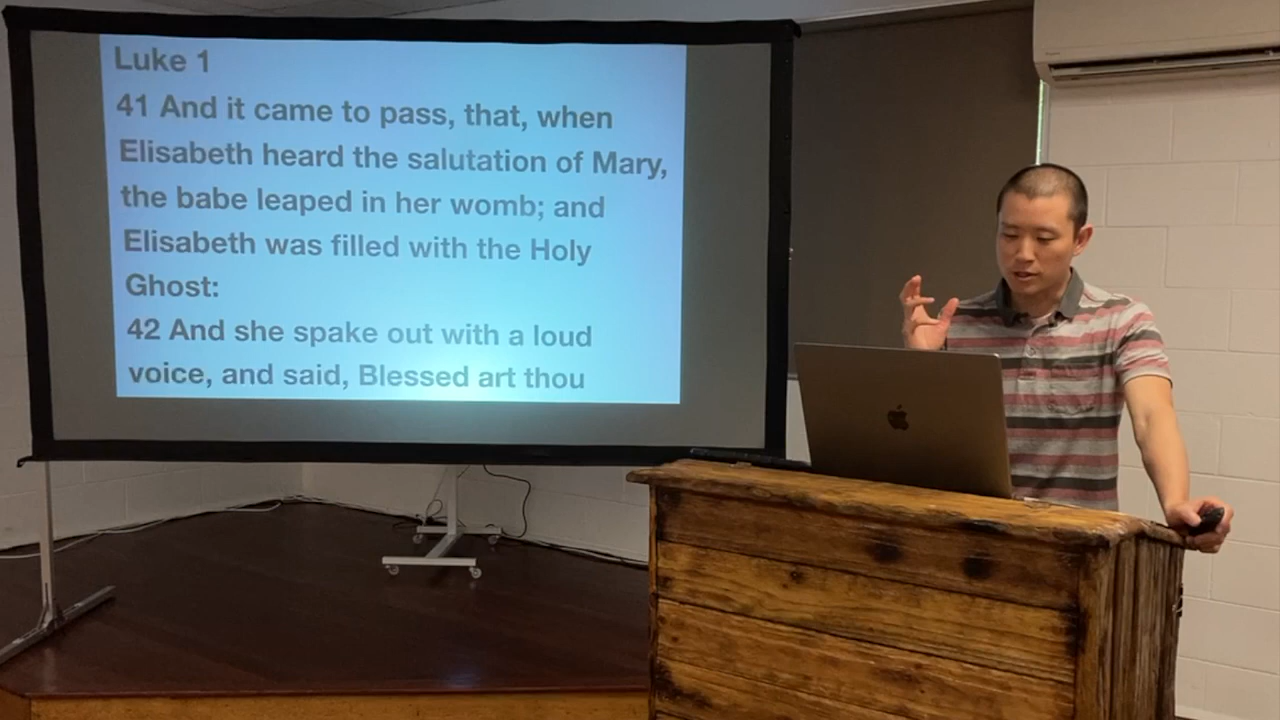 Luke 1
41 And it came to pass, that, when
Elisabeth heard the salutation of Mary,
the babe leaped in her womb; and
Elisabeth was filled with the Holy
Ghost:
42 And she spake out with a loud
voice, and said, Blessed art thou